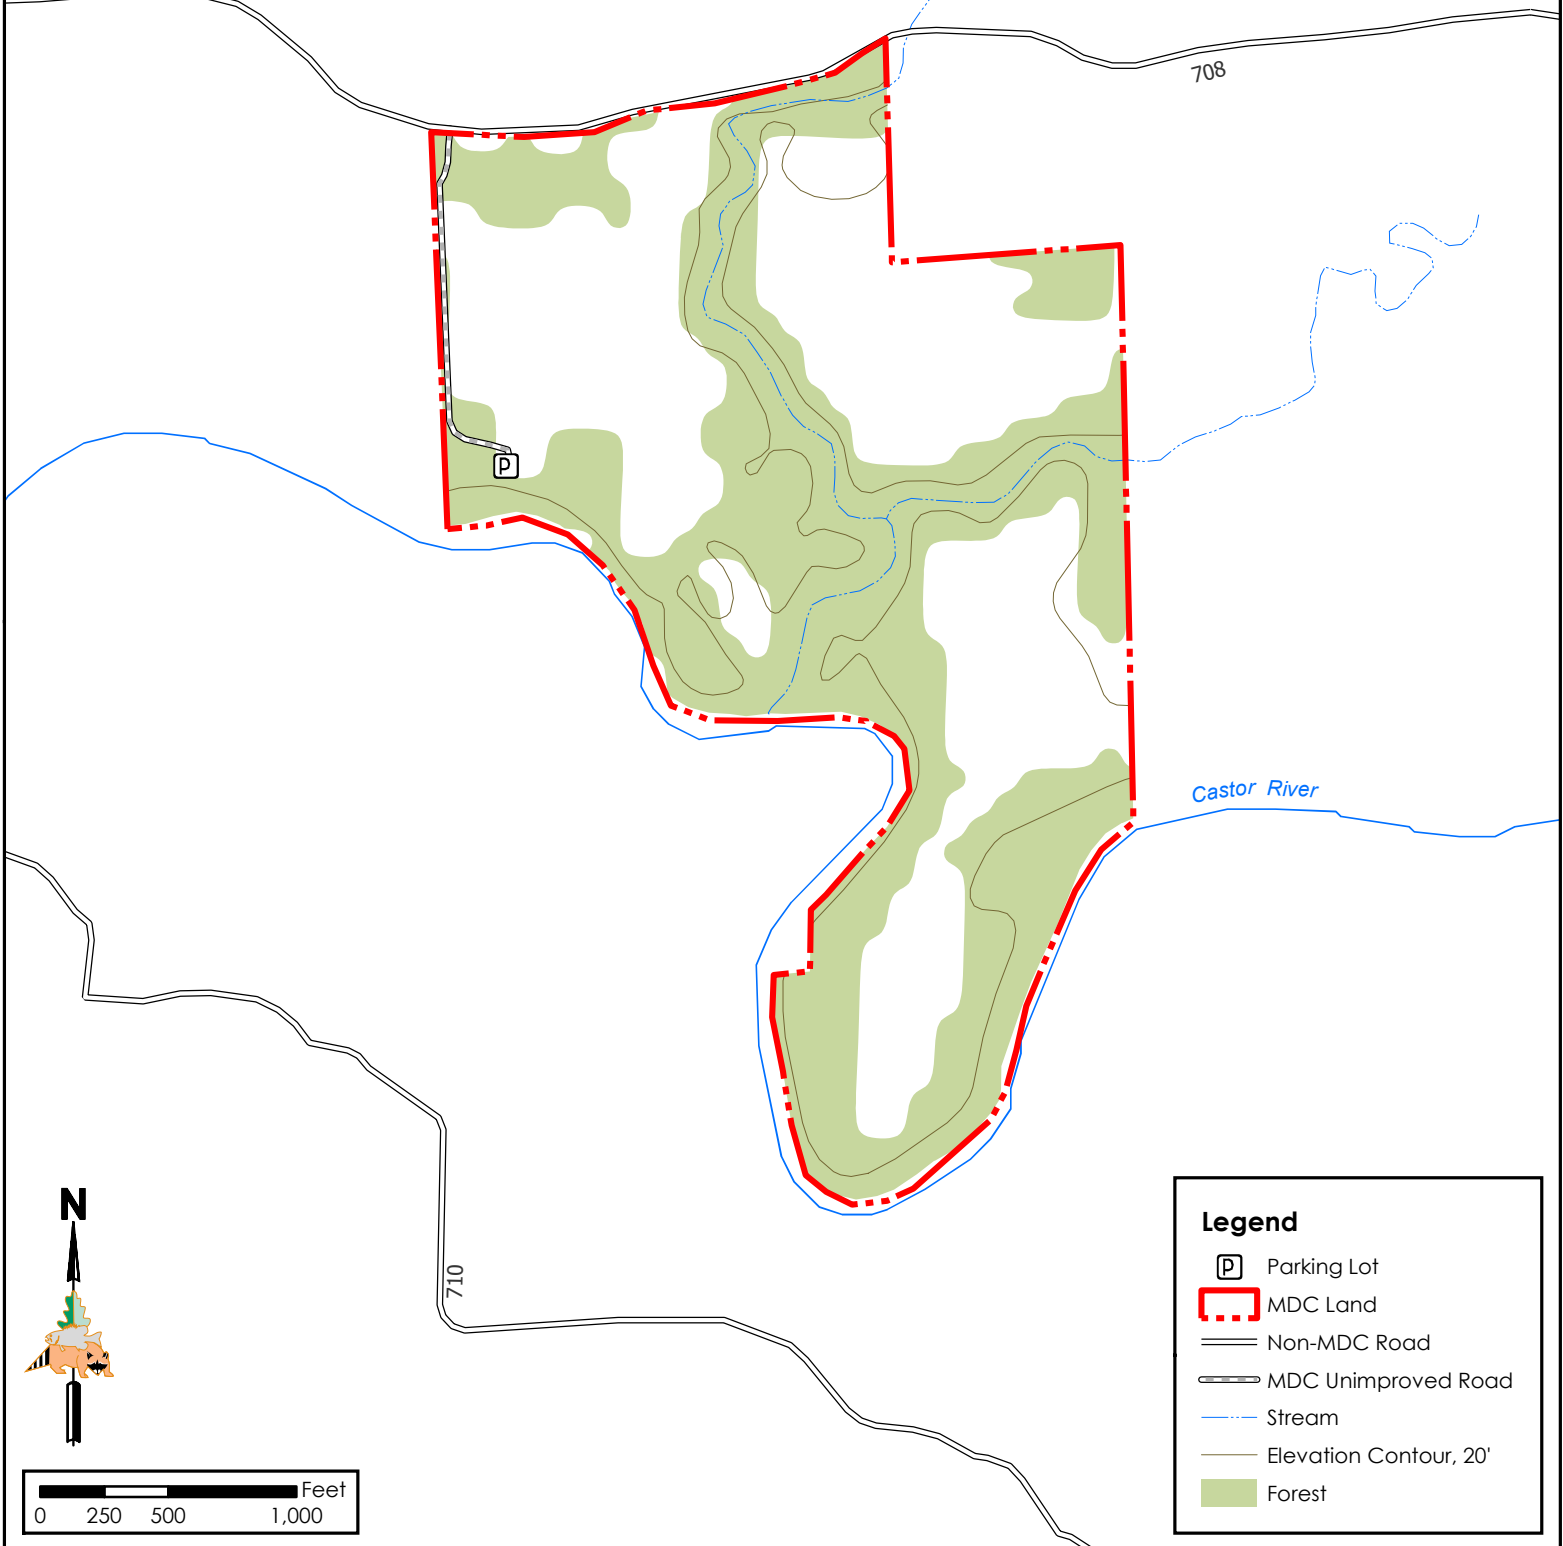 708
Castor River
710
N
Legend
P
Parking Lot
MDC Land
Non-MDC Road
MDC Unimproved Road
Stream
Elevation Contour, 20'
Forest
P
Feet
0 250 500 1,000